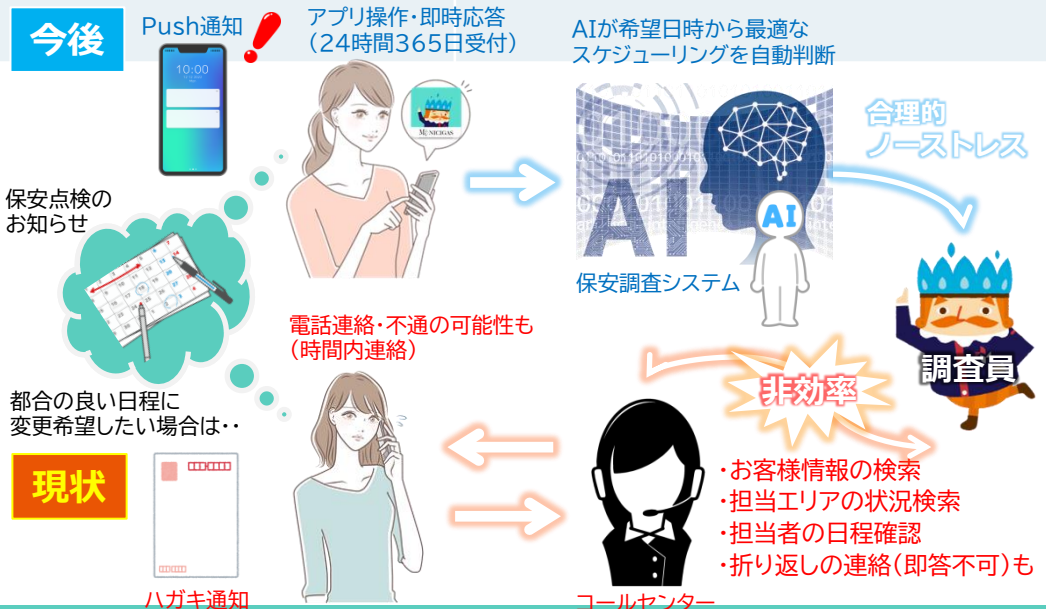 今後
Push通知
アプリ操作・即時応答
（24時間365日受付）
AIが希望日時から最適な
スケジューリングを自動判断
10:00
MUNICIGAS
AI
AI
合理的
ノーストレス
保安点検の
お知らせ
保安調査システム
調査員
電話連絡・不通の可能性も
（時間内連絡）
非効率
都合の良い日程に
変更希望したい場合は・・
現状
・お客様情報の検索
・担当エリアの状況検索
・担当者の日程確認
・折り返しの連絡（即答不可）も
ハガキ通知
コールセンター